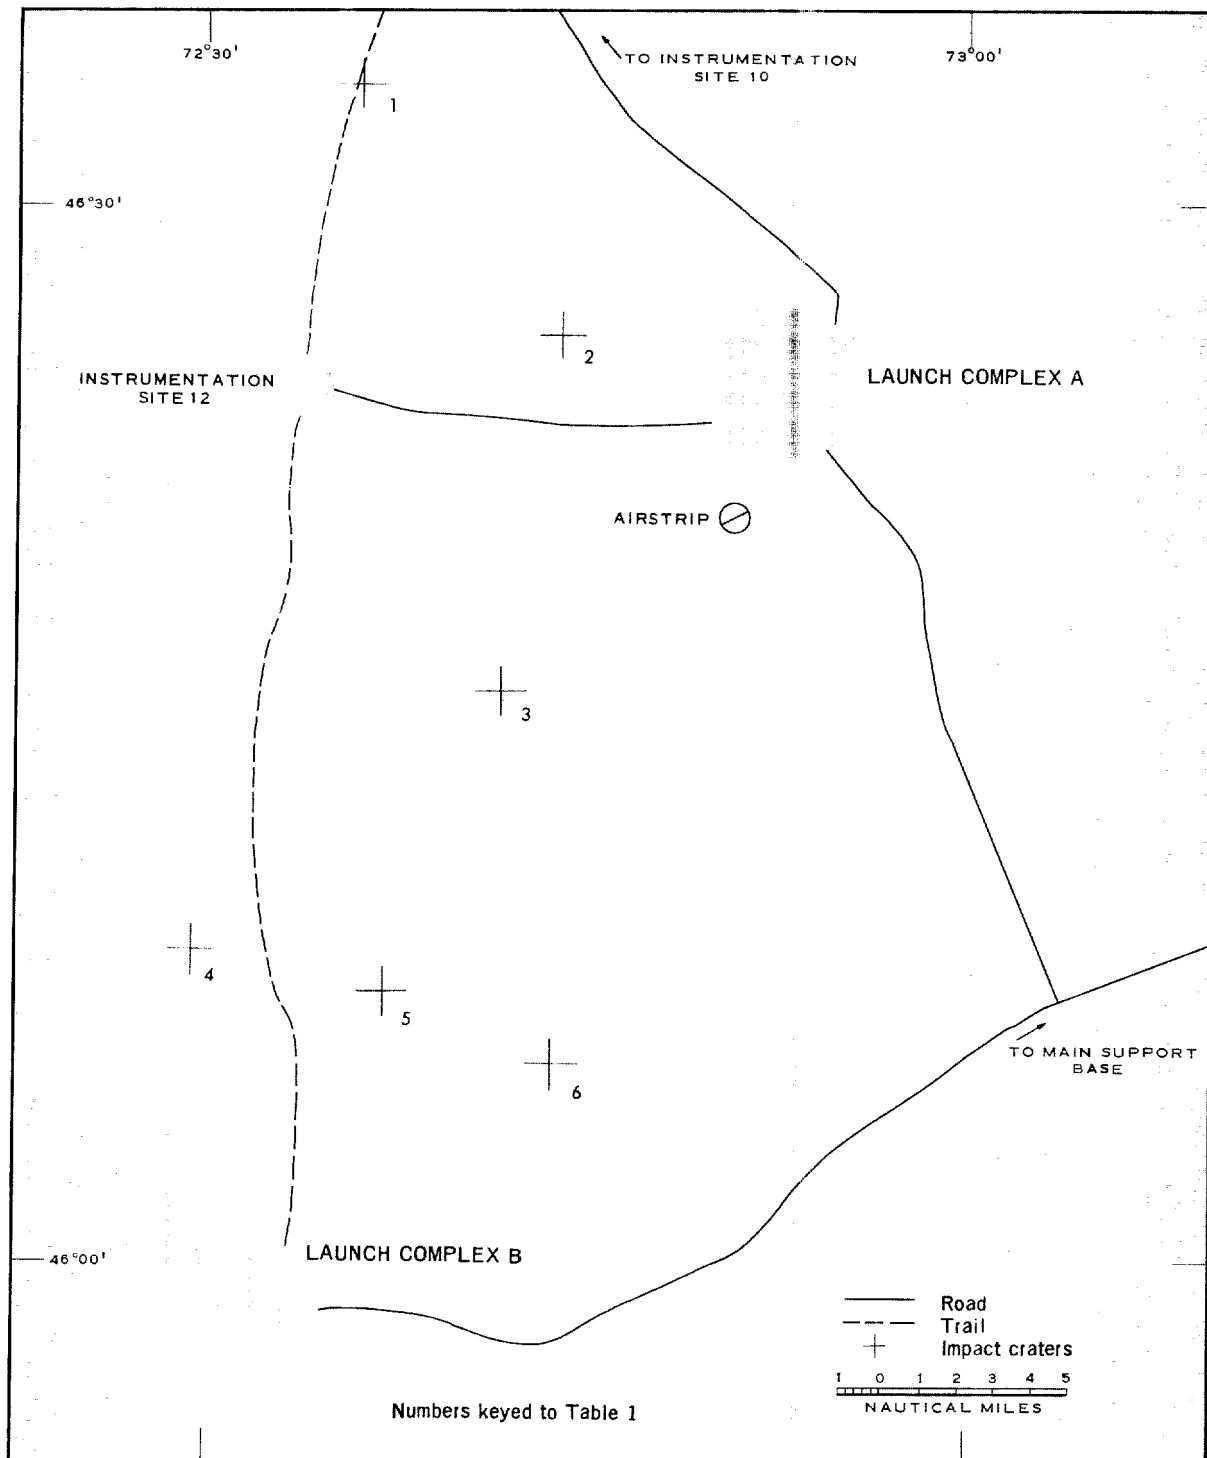 72°30'
73°00'
TO INSTRUMENTATION
SITE 10
1
46°30'
2
INSTRUMENTATION
SITE 12
LAUNCH COMPLEX A
AIRSTRIP
3
4
5
6
TO MAIN SUPPORT
BASE
46°00'
LAUNCH COMPLEX B
Road
Trail
Impact craters
1 0 1 2 3 4 5
NAUTICAL MILES
Numbers keyed to Table 1